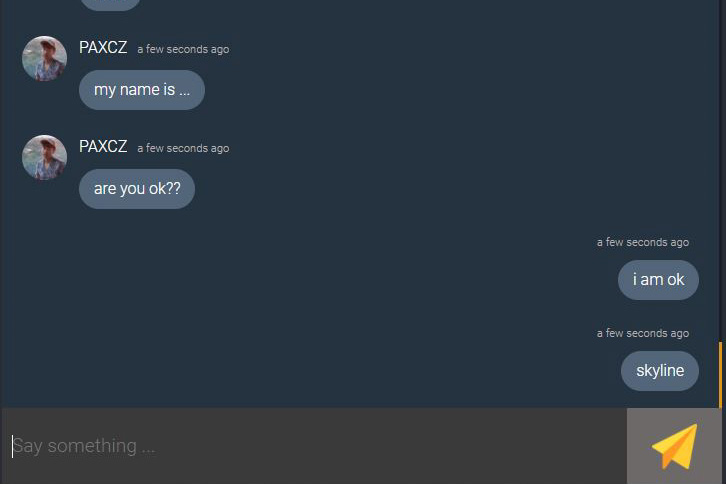 PAXCZ a few seconds ago
my name is ...
PAXCZ a few seconds ago
are you ok??
a few seconds ago
i am ok
a few seconds ago
skyline
Say something ...